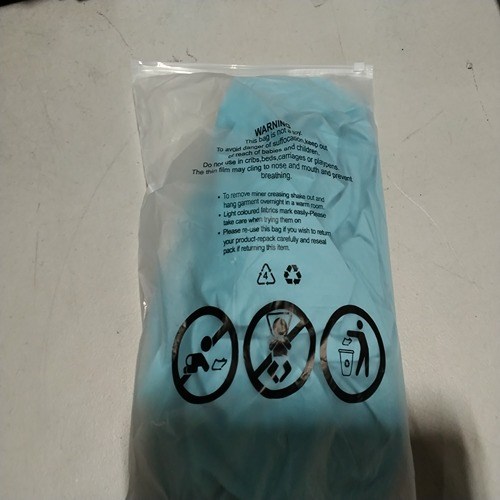 WARNING
This bag is not a toy.
To avoid danger of suffocation,keep out
of reach of babies and children.
Do not use in cribs,beds,carriages or playpens.
The thin film may cling to nose and mouth and prevent
breathing.
• To remove miner creasing shake out and
hang garment overnight in a warm room.
• Light coloured fabrics mark easily-Please
take care when trying them on
• Please re-use this bag if you wish to return
your product-repack carefully and reseal
pack if returning this item.
4